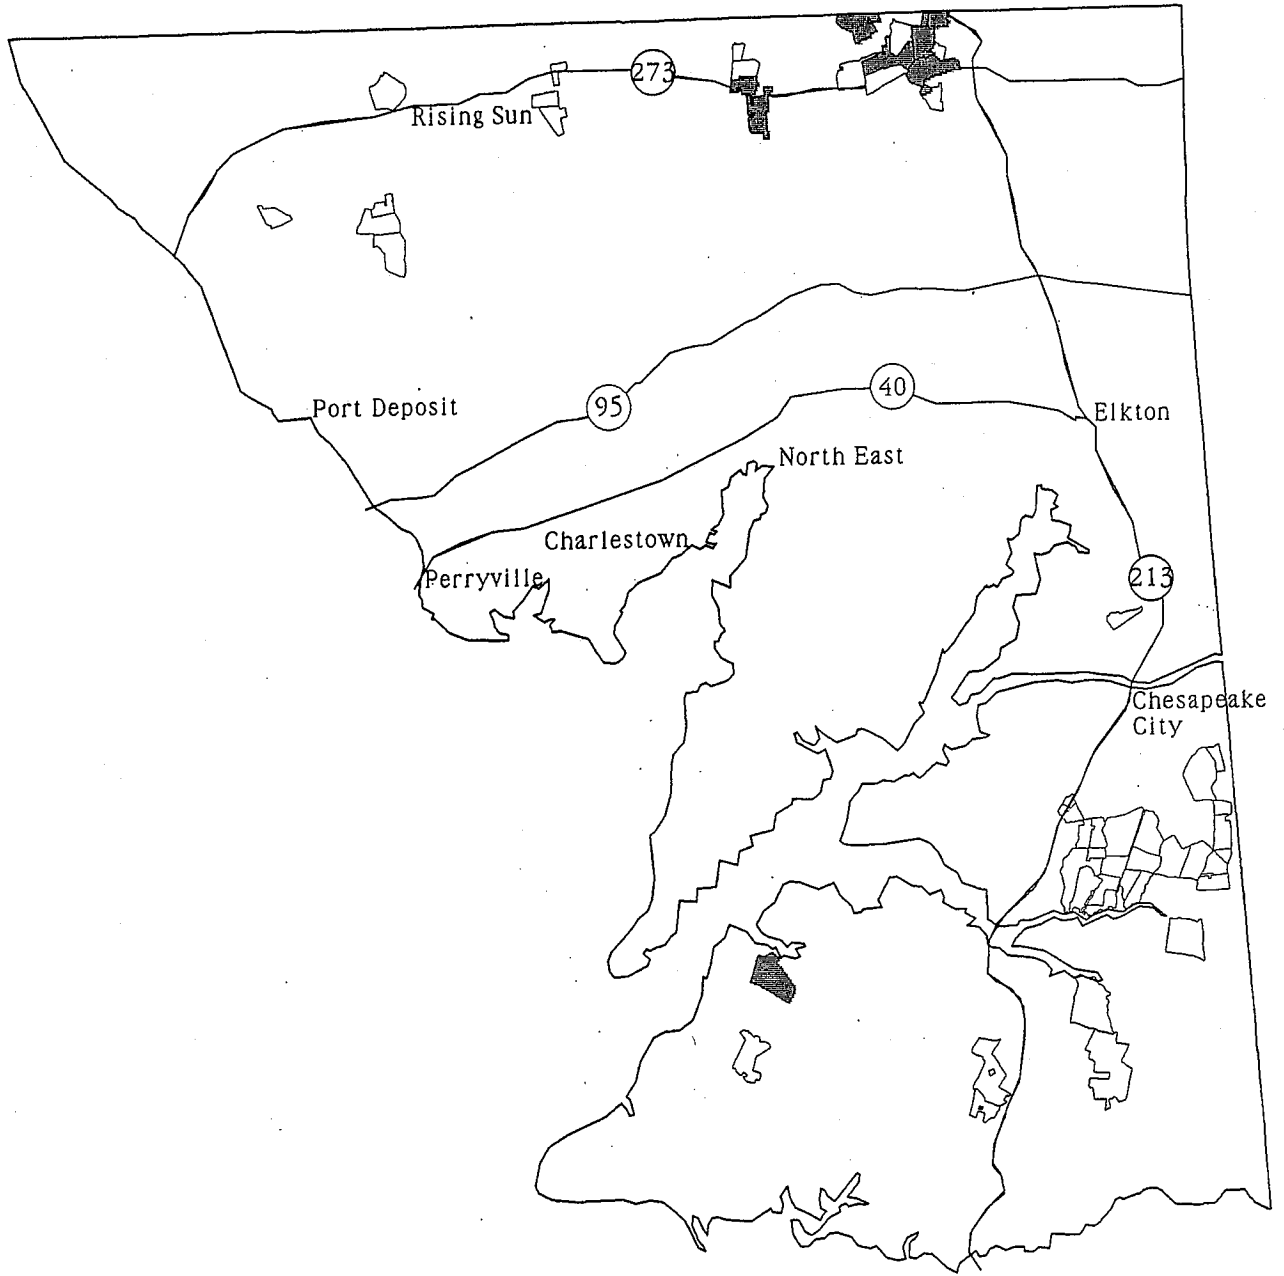 273
Rising Sun
40
95
Port Deposit
Elkton
North East
Charlestown
Perryville
213
Chesapeake
City